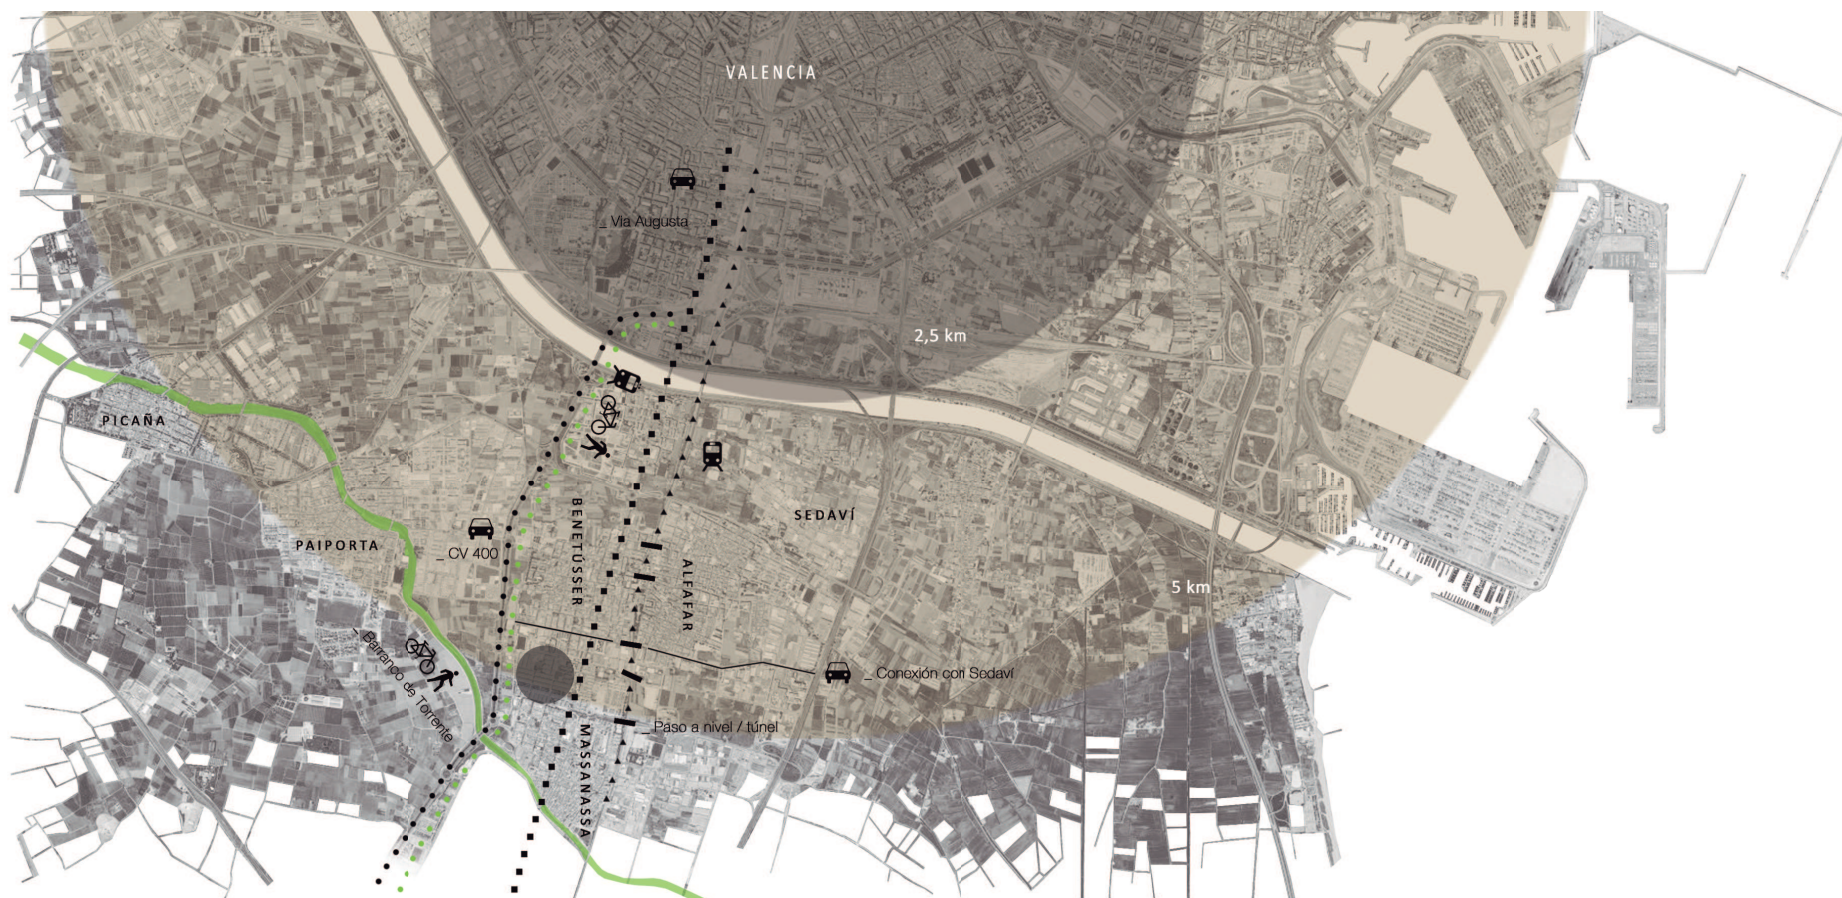 VALENCIA
_ Via Augusta
2,5 km
PICAÑA
BENETÚSSER
SEDAVÍ
PAIPORTA
_ CV 400
ALFAFAR
5 km
_ Barranco de Torrente
_ Conexión con Sedaví
_ Paso a nivel / túnel
MASSANASSA